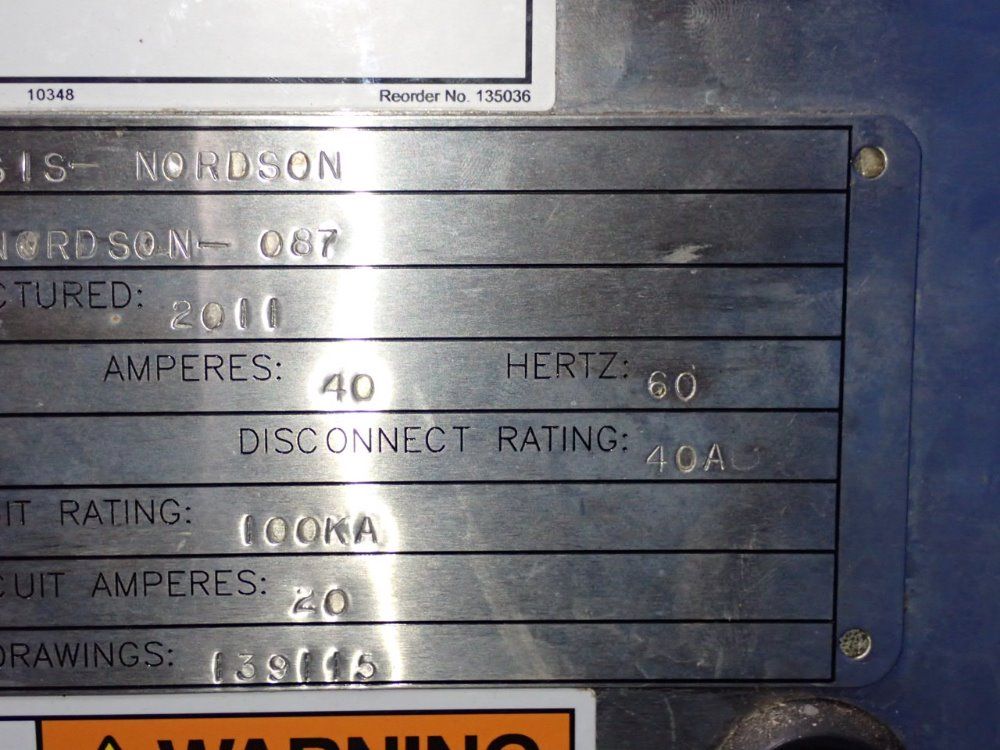 10348 Reorder No. 135036
SIS- NORDSON
NORDSON- 087
CTURED: 2011
AMPERES: 40 HERTZ: 60
DISCONNECT RATING: 40A
IT RATING: 100KA
CUIT AMPERES: 20
DRAWINGS: 139115
WARNING